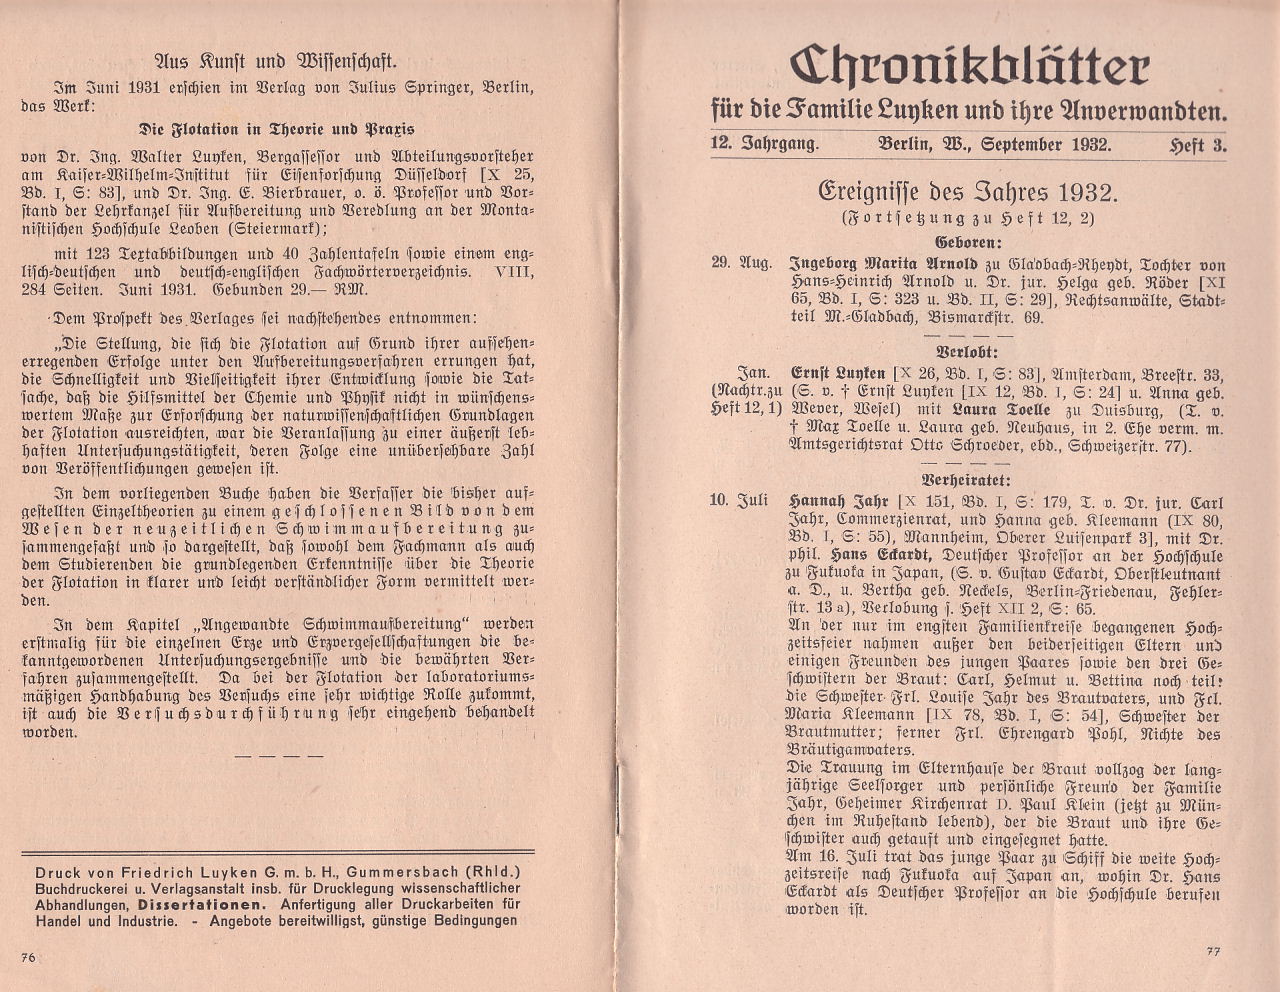 Aus Kunst und Wissenschaft.
Im Juni 1931 erschien im Verlag von Julius Springer, Berlin,
das Werk:
Die Flotation in Theorie und Praxis
von Dr. Ing. Walter Luyken, Bergassessor und Abteilungsvorsteher
am Kaiser-Wilhelm-Institut für Eisenforschung Düsseldorf [X 25,
Bd. I, S: 83], und Dr. Ing. E. Bierbrauer, o. ö. Professor und Vor-
stand der Lehrkanzel für Aufbereitung und Veredlung an der Monta-
nistischen Hochschule Leoben (Steiermark);
mit 123 Textabbildungen und 40 Zahlentafeln sowie einem eng-
lisch-deutschen und deutsch-englischen Fachwörterverzeichnis. VIII,
284 Seiten. Juni 1931. Gebunden 29.— RM.
Dem Prospekt des Verlages sei nachstehendes entnommen:
„Die Stellung, die sich die Flotation auf Grund ihrer aufsehen-
erregenden Erfolge unter den Aufbereitungsverfahren errungen hat,
die Schnelligkeit und Vielseitigkeit ihrer Entwicklung sowie die Tat-
sache, daß die Hilfsmittel der Chemie und Physik nicht in wünschens-
wertem Maße zur Erforschung der naturwissenschaftlichen Grundlagen
der Flotation ausreichten, war die Veranlassung zu einer äußerst leb-
haften Untersuchungstätigkeit, deren Folge eine unübersehbare Zahl
von Veröffentlichungen gewesen ist.
In dem vorliegenden Buche haben die Verfasser die bisher auf-
gestellten Einzeltheorien zu einem geschlossenen Bild von dem
Wesen der neuzeitlichen Schwimmaufbereitung zu-
sammengefaßt und so dargestellt, daß sowohl dem Fachmann als auch
dem Studierenden die grundlegenden Erkenntnisse über die Theorie
der Flotation in klarer und leicht verständlicher Form vermittelt wer-
den.
In dem Kapitel „Angewandte Schwimmaufbereitung“ werden
erstmalig für die einzelnen Erze und Erzvergesellschaftungen die be-
kanntgewordenen Untersuchungsergebnisse und die bewährten Ver-
fahren zusammengestellt. Da bei der Flotation der laboratoriums-
mäßigen Handhabung des Versuchs eine sehr wichtige Rolle zukommt,
ist auch die Versuchsdurchführung sehr eingehend behandelt
worden.
Druck von Friedrich Luyken G. m. b. H., Gummersbach (Rhld.)
Buchdruckerei u. Verlagsanstalt insb. für Drucklegung wissenschaftlicher
Abhandlungen, Dissertationen. Anfertigung aller Druckarbeiten für
Handel und Industrie. - Angebote bereitwilligst, günstige Bedingungen
76
Chronikblätter
für die Familie Luyken und ihre Anverwandten.
12. Jahrgang. Berlin, W., September 1932. Heft 3.
Ereignisse des Jahres 1932.
(Fortsetzung zu Heft 12, 2)
Geboren:
29. Aug. Ingeborg Marita Arnold zu Gladbach-Rheydt, Tochter von
Hans-Heinrich Arnold u. Dr. jur. Helga geb. Röder [XI
65, Bd. I, S: 323 u. Bd. II, S: 29], Rechtsanwälte, Stadt-
teil M.-Gladbach, Bismarckstr. 69.
Verlobt:
Jan. Ernst Luyken [X 26, Bd. I, S: 83], Amsterdam, Breestr. 33,
(Nachtr.zu (S. v. † Ernst Luyken [IX 12, Bd. I, S: 24] u. Anna geb.
Heft 12, 1) Wever, Wesel) mit Laura Toelle zu Duisburg, (T. v.
† Max Toelle u. Laura geb. Neuhaus, in 2. Ehe verm. m.
Amtsgerichtsrat Otto Schroeder, ebd., Schweizerstr. 77).
Verheiratet:
10. Juli Hannah Jahr [X 151, Bd. I, S: 179, T. v. Dr. jur. Carl
Jahr, Commerzienrat, und Hanna geb. Kleemann (IX 80,
Bd. I, S: 55), Mannheim, Oberer Luisenpark 3], mit Dr.
phil. Hans Eckardt, Deutscher Professor an der Hochschule
zu Fukuoka in Japan, (S. v. Gustav Eckardt, Oberstleutnant
a. D., u. Bertha geb. Neckels, Berlin-Friedenau, Fehler-
str. 13 a), Verlobung s. Heft XII 2, S: 65.
An der nur im engsten Familienkreise begangenen Hoch-
zeitsfeier nahmen außer den beiderseitigen Eltern und
einigen Freunden des jungen Paares sowie den drei Ge-
schwistern der Braut: Carl, Helmut u. Bettina noch teil:
die Schwester Frl. Louise Jahr des Brautvaters, und Frl.
Maria Kleemann [IX 78, Bd. I, S: 54], Schwester der
Brautmutter; ferner Frl. Ehrengard Pohl, Nichte des
Bräutigamvaters.
Die Trauung im Elternhause der Braut vollzog der lang-
jährige Seelsorger und persönliche Freund der Familie
Jahr, Geheimer Kirchenrat D. Paul Klein (jetzt zu Mün-
chen im Ruhestand lebend), der die Braut und ihre Ge-
schwister auch getauft und eingesegnet hatte.
Am 16. Juli trat das junge Paar zu Schiff die weite Hoch-
zeitsreise nach Fukuoka auf Japan an, wohin Dr. Hans
Eckardt als Deutscher Professor an die Hochschule berufen
worden ist.
77